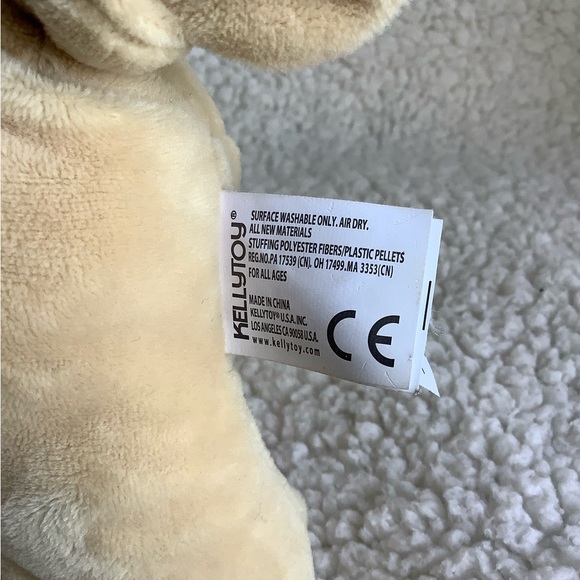 KELLYTOY®
SURFACE WASHABLE ONLY. AIR DRY.
ALL NEW MATERIALS
STUFFING POLYESTER FIBERS/PLASTIC PELLETS
REG.NO.PA 17539 (CN). OH 17499.MA 3353(CN)
FOR ALL AGES
MADE IN CHINA
KELLYTOY® U.S.A. INC.
LOS ANGELES CA 90058 U.S.A.
www.kellytoy.com
CE